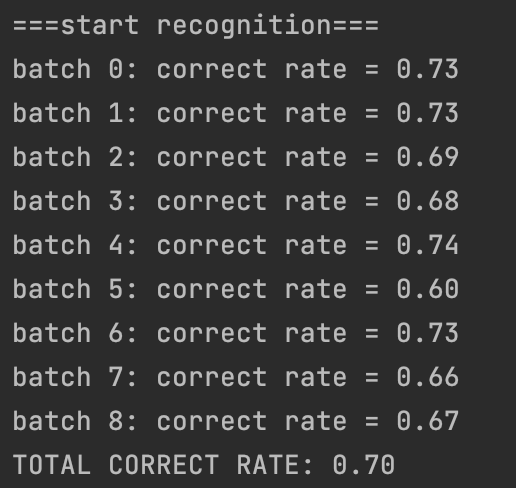 ===start recognition===
batch 0: correct rate = 0.73
batch 1: correct rate = 0.73
batch 2: correct rate = 0.69
batch 3: correct rate = 0.68
batch 4: correct rate = 0.74
batch 5: correct rate = 0.60
batch 6: correct rate = 0.73
batch 7: correct rate = 0.66
batch 8: correct rate = 0.67
TOTAL CORRECT RATE: 0.70